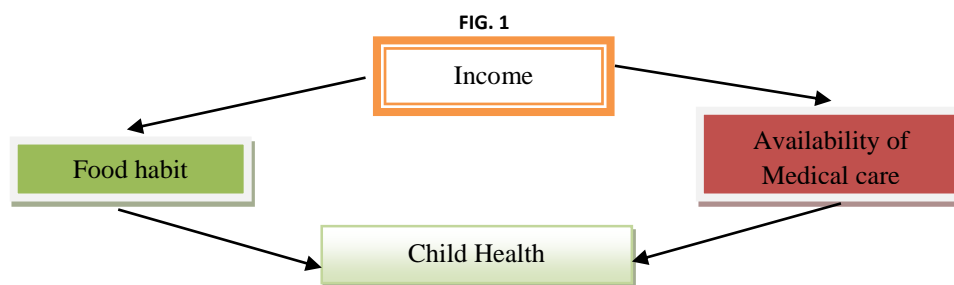 FIG. 1
Income
Food habit
Availability of
Medical care
Child Health